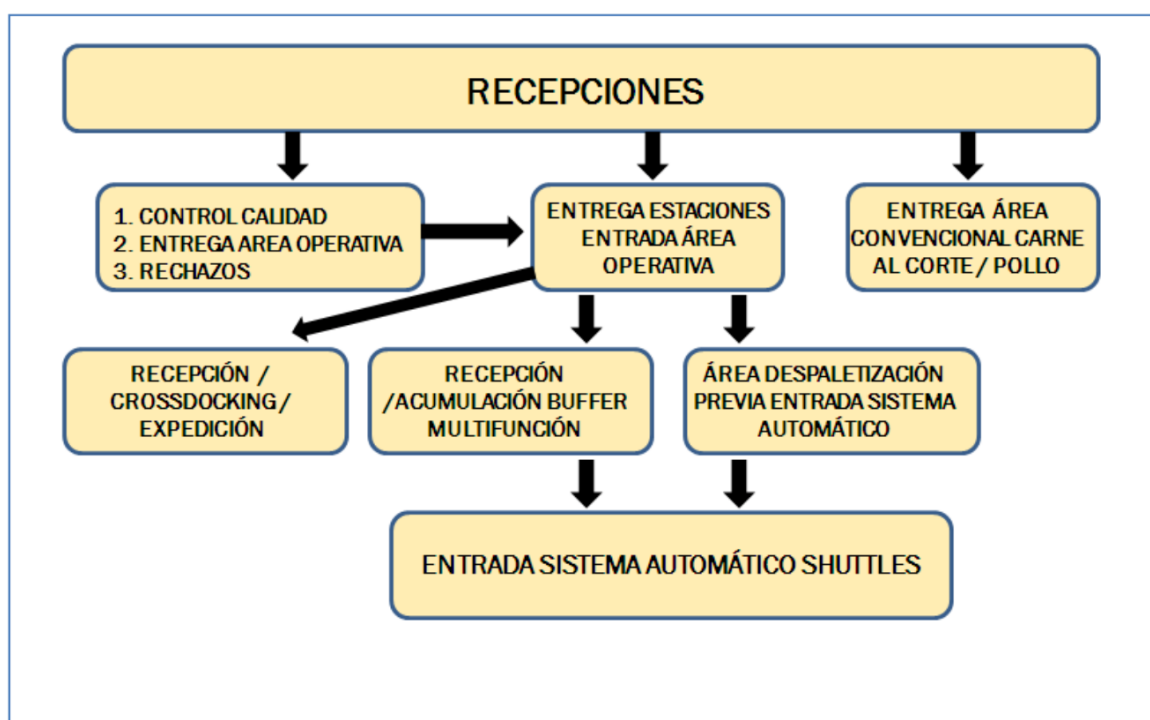 RECEPCIONES
1. CONTROL CALIDAD
2. ENTREGA AREA OPERATIVA
3. RECHAZOS
ENTREGA ESTACIONES
ENTRADA ÁREA
OPERATIVA
ENTREGA ÁREA
CONVENCIONAL CARNE
AL CORTE / POLLO
RECEPCIÓN /
CROSSDOCKING /
EXPEDICIÓN
RECEPCIÓN
/ACUMULACIÓN BUFFER
MULTIFUNCIÓN
ÁREA DESPALETIZACIÓN
PREVIA ENTRADA SISTEMA
AUTOMÁTICO
ENTRADA SISTEMA AUTOMÁTICO SHUTTLES